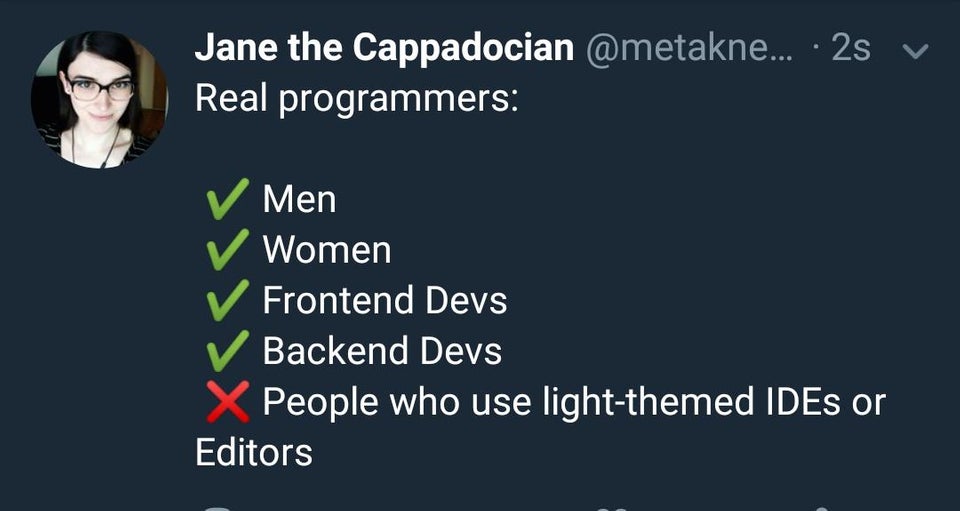 Jane the Cappadocian @metakne... · 2s
Real programmers:
✔ Men
✔ Women
✔ Frontend Devs
✔ Backend Devs
❌ People who use light-themed IDEs or
Editors